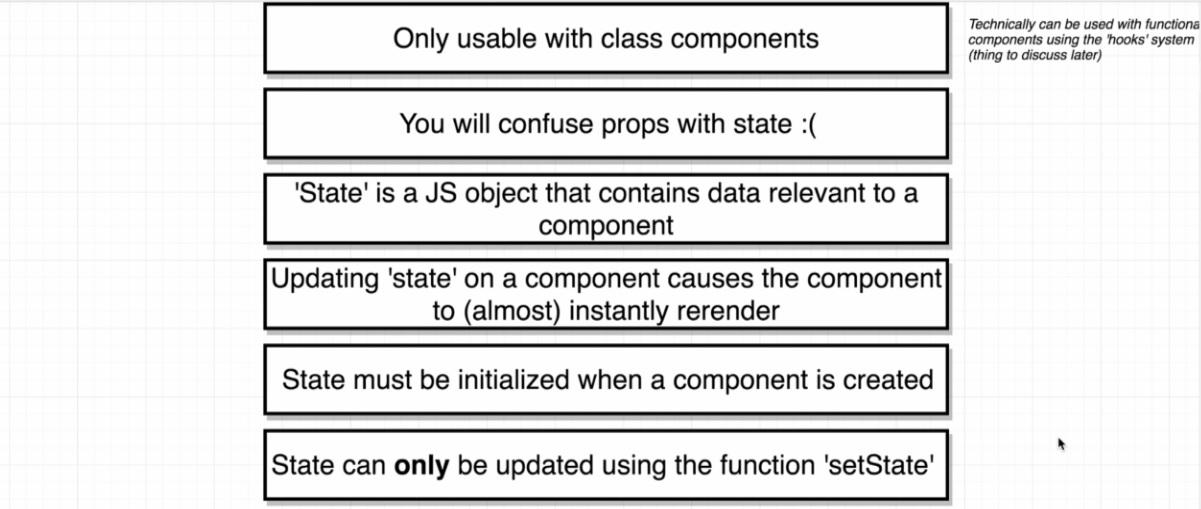 Only usable with class components
Technically can be used with functiona
components using the 'hooks' system
(thing to discuss later)
You will confuse props with state :(
'State' is a JS object that contains data relevant to a
component
Updating 'state' on a component causes the component
to (almost) instantly rerender
State must be initialized when a component is created
State can only be updated using the function 'setState'